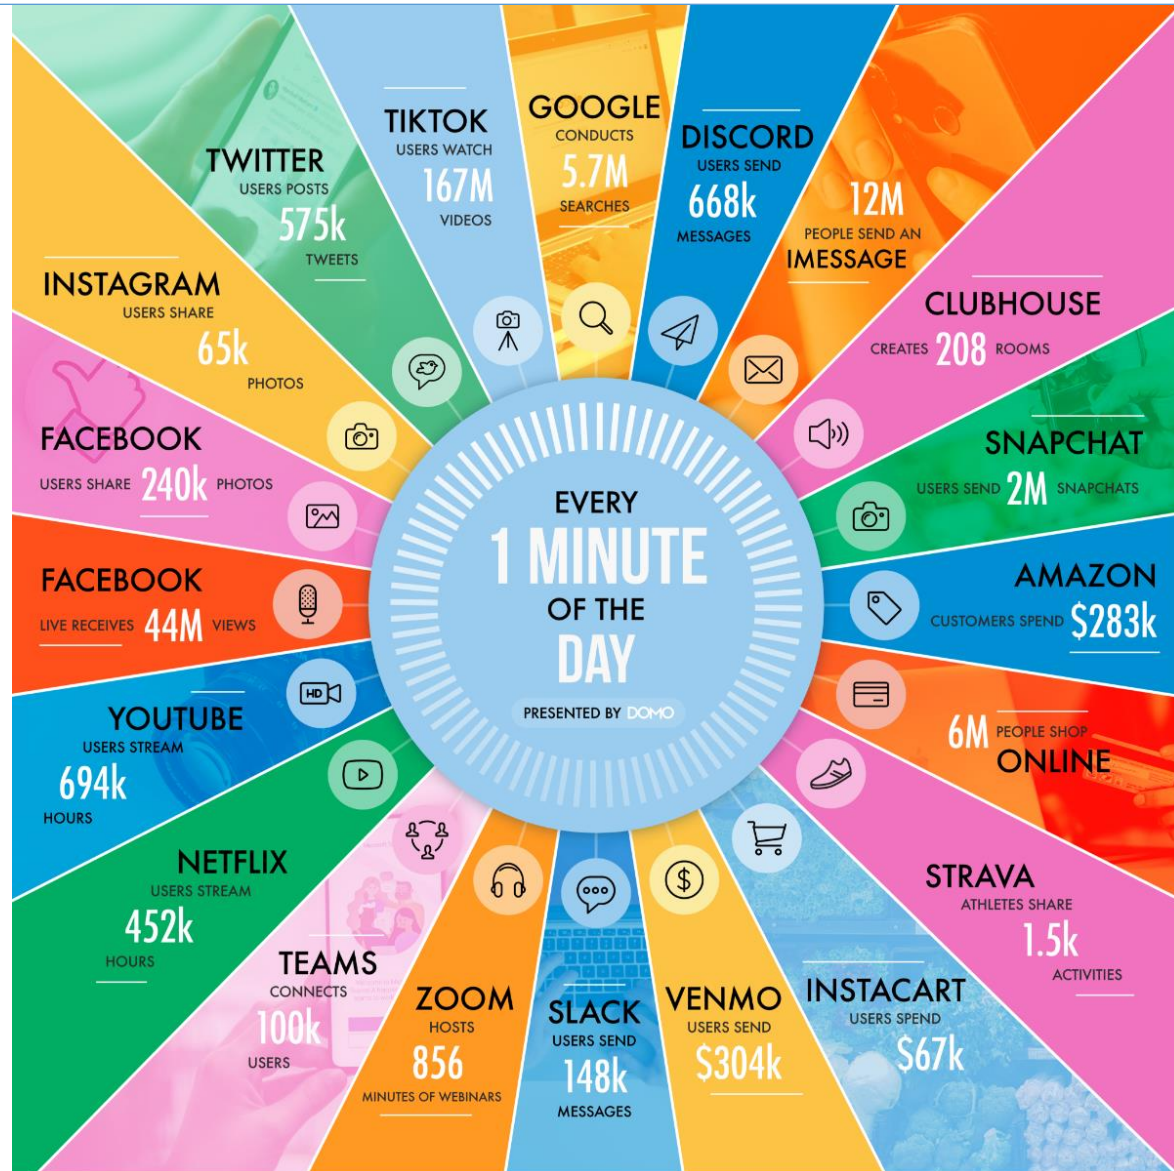 TIKTOK
USERS WATCH
167M
VIDEOS
GOOGLE
CONDUCTS
5.7M
SEARCHES
DISCORD
USERS SEND
668k
MESSAGES
12M
PEOPLE SEND AN
IMESSAGE
CLUBHOUSE
CREATES 208 ROOMS
SNAPCHAT
USERS SEND 2M SNAPCHATS
AMAZON
CUSTOMERS SPEND $283k
6M PEOPLE SHOP
ONLINE
STRAVA
ATHLETES SHARE
1.5k
ACTIVITIES
INSTACART
USERS SPEND
$67k
VENMO
USERS SEND
$304k
SLACK
USERS SEND
148k
MESSAGES
ZOOM
HOSTS
856
MINUTES OF WEBINARS
TEAMS
CONNECTS
100k
USERS
NETFLIX
USERS STREAM
452k
HOURS
YOUTUBE
USERS STREAM
694k
HOURS
HD
FACEBOOK
LIVE RECEIVES 44M VIEWS
FACEBOOK
USERS SHARE 240k PHOTOS
INSTAGRAM
USERS SHARE
65k
PHOTOS
TWITTER
USERS POSTS
575k
TWEETS
EVERY
1 MINUTE
OF THE
DAY
PRESENTED BY DOMO